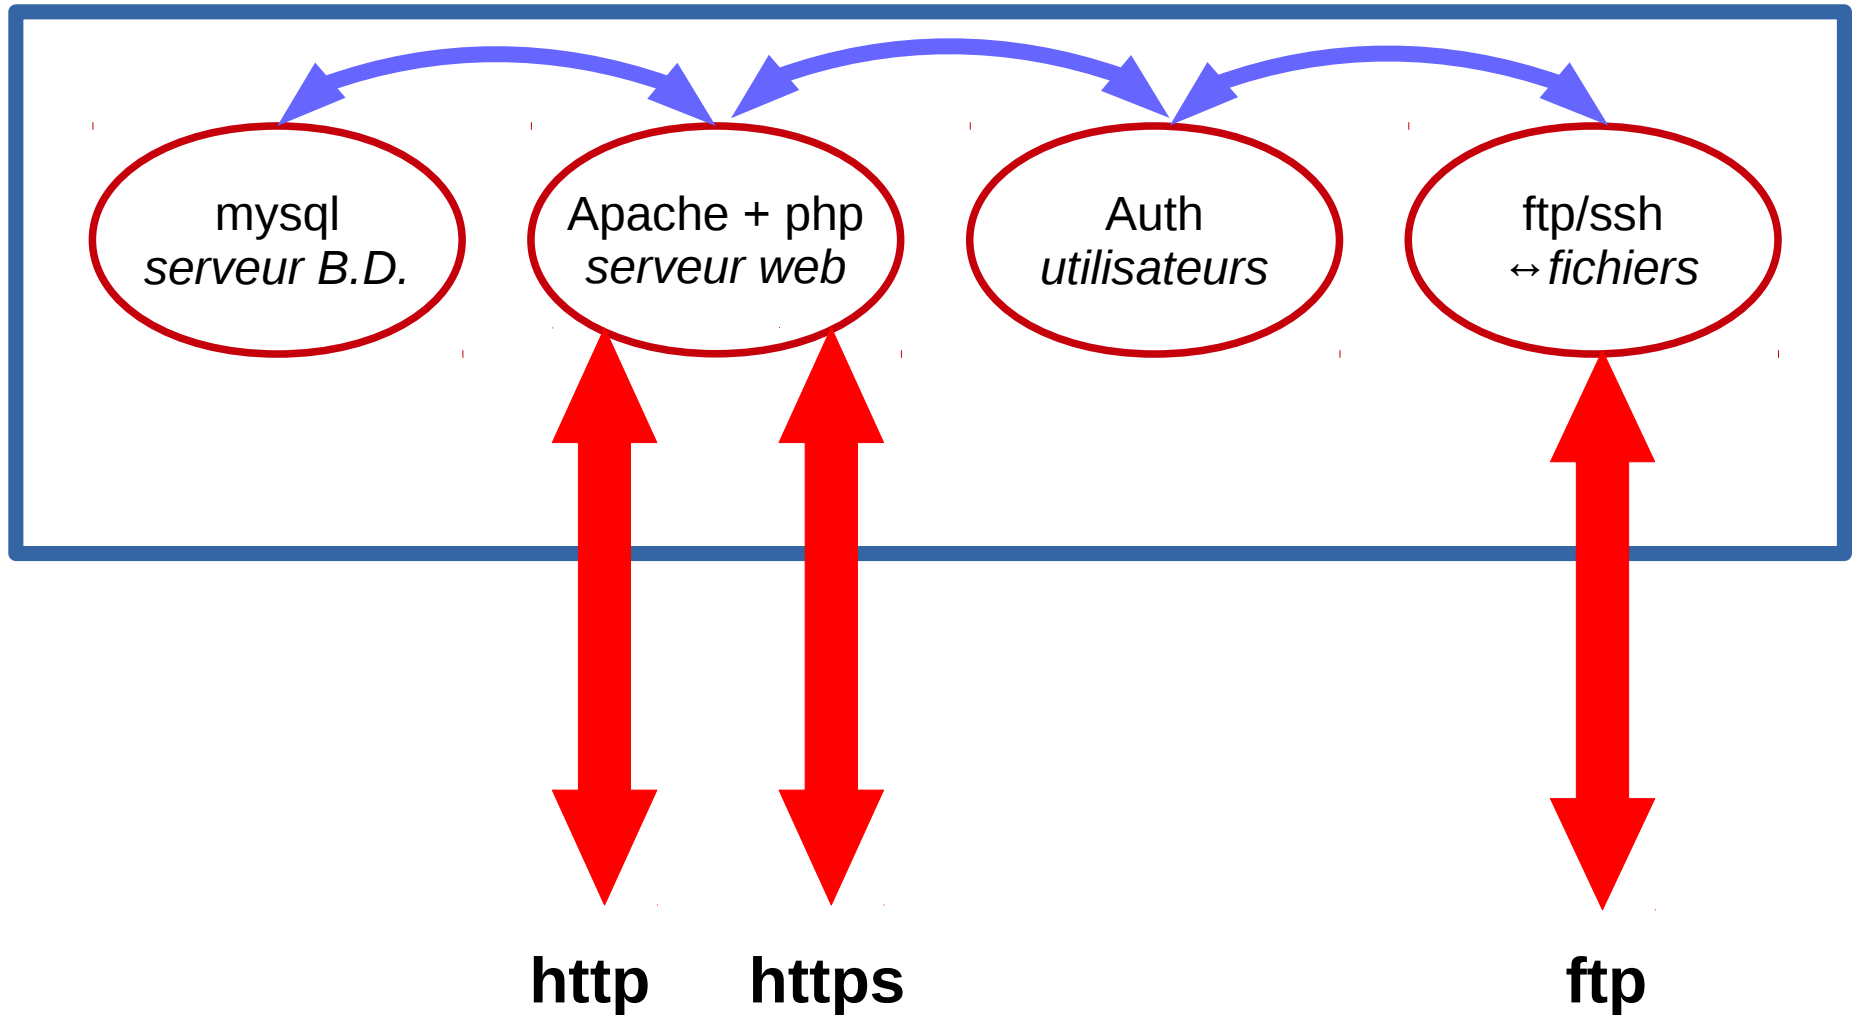 mysql
serveur B.D.
Apache + php
serveur web
Auth
utilisateurs
ftp/ssh
↔fichiers
http
https
ftp